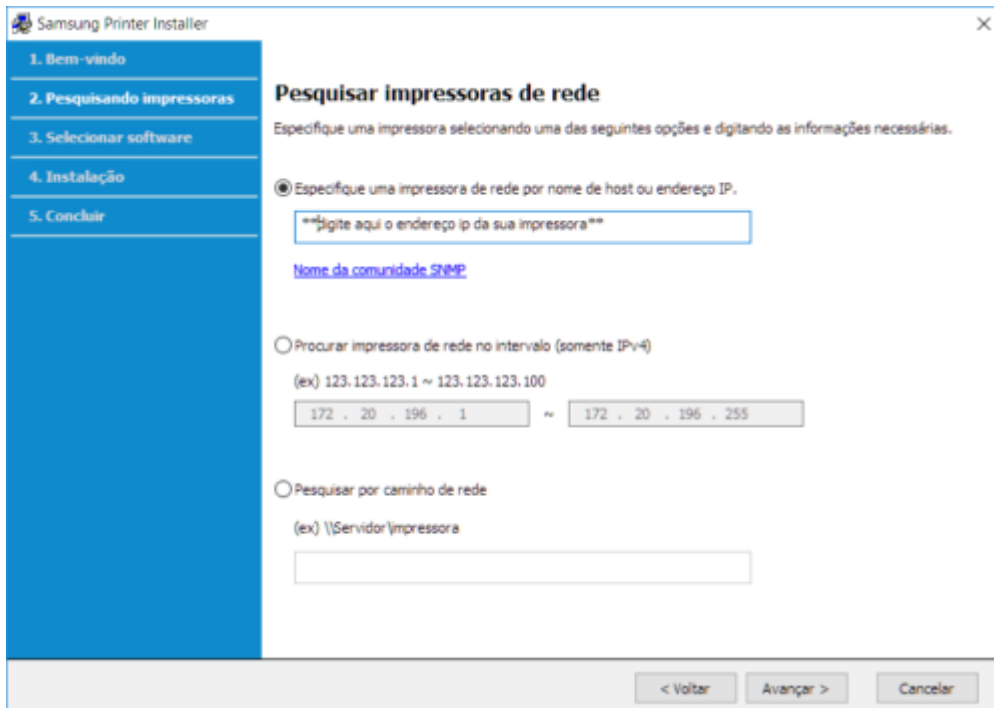 Samsung Printer Installer
1. Bem-vindo
2. Pesquisando impressoras
3. Selecionar software
4. Instalação
5. Concluir
Pesquisar impressoras de rede
Especifique uma impressora selecionando uma das seguintes opções e digitando as informações necessárias.
Especifique uma impressora de rede por nome de host ou endereço IP.
**digite aqui o endereço ip da sua impressora**
Nome da comunidade SNMP
Procurar impressora de rede no intervalo (somente IPv4)
(ex) 123.123.123.1 ~ 123.123.123.100
172 . 20 . 196 . 1 ~ 172 . 20 . 196 . 255
Pesquisar por caminho de rede
(ex) \\Servidor\impressora
< Voltar Avançar > Cancelar